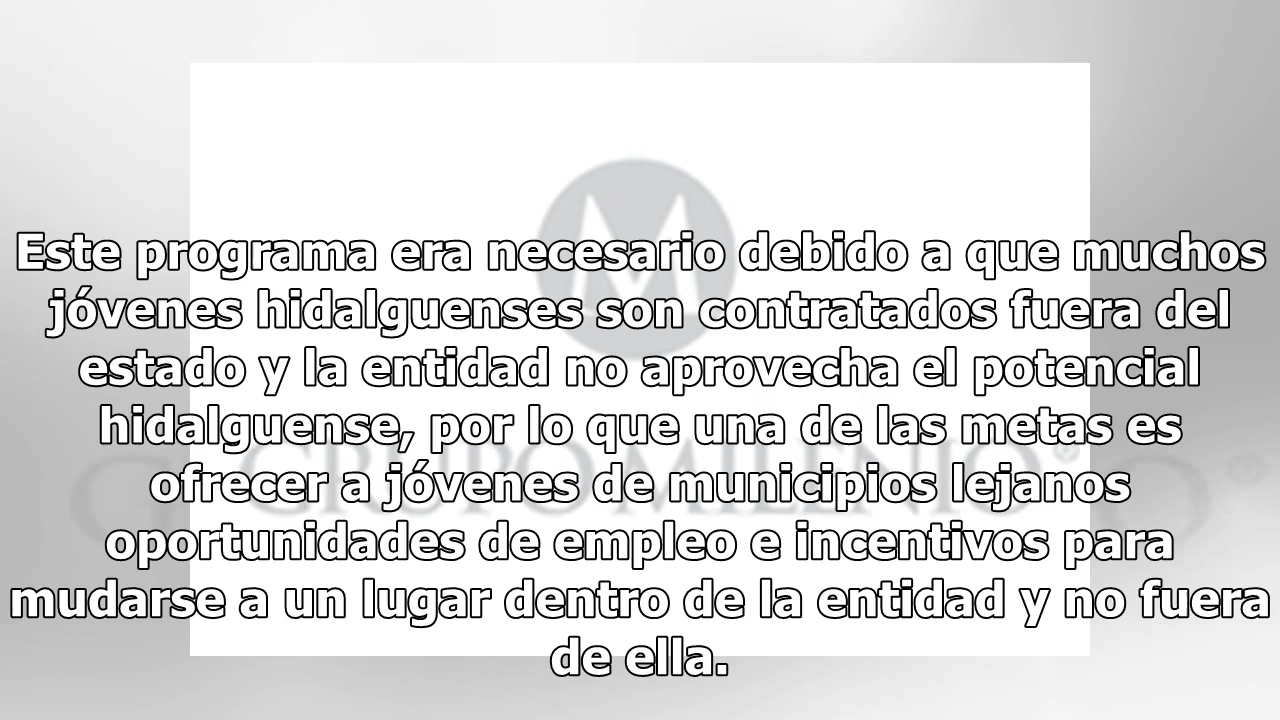 Este programa era necesario debido a que muchos
jóvenes hidalguenses son contratados fuera del
estado y la entidad no aprovecha el potencial
hidalguense, por lo que una de las metas es
ofrecer a jóvenes de municipios lejanos
oportunidades de empleo e incentivos para
mudarse a un lugar dentro de la entidad y no fuera
de ella.
M
GRUPO MILENIO®